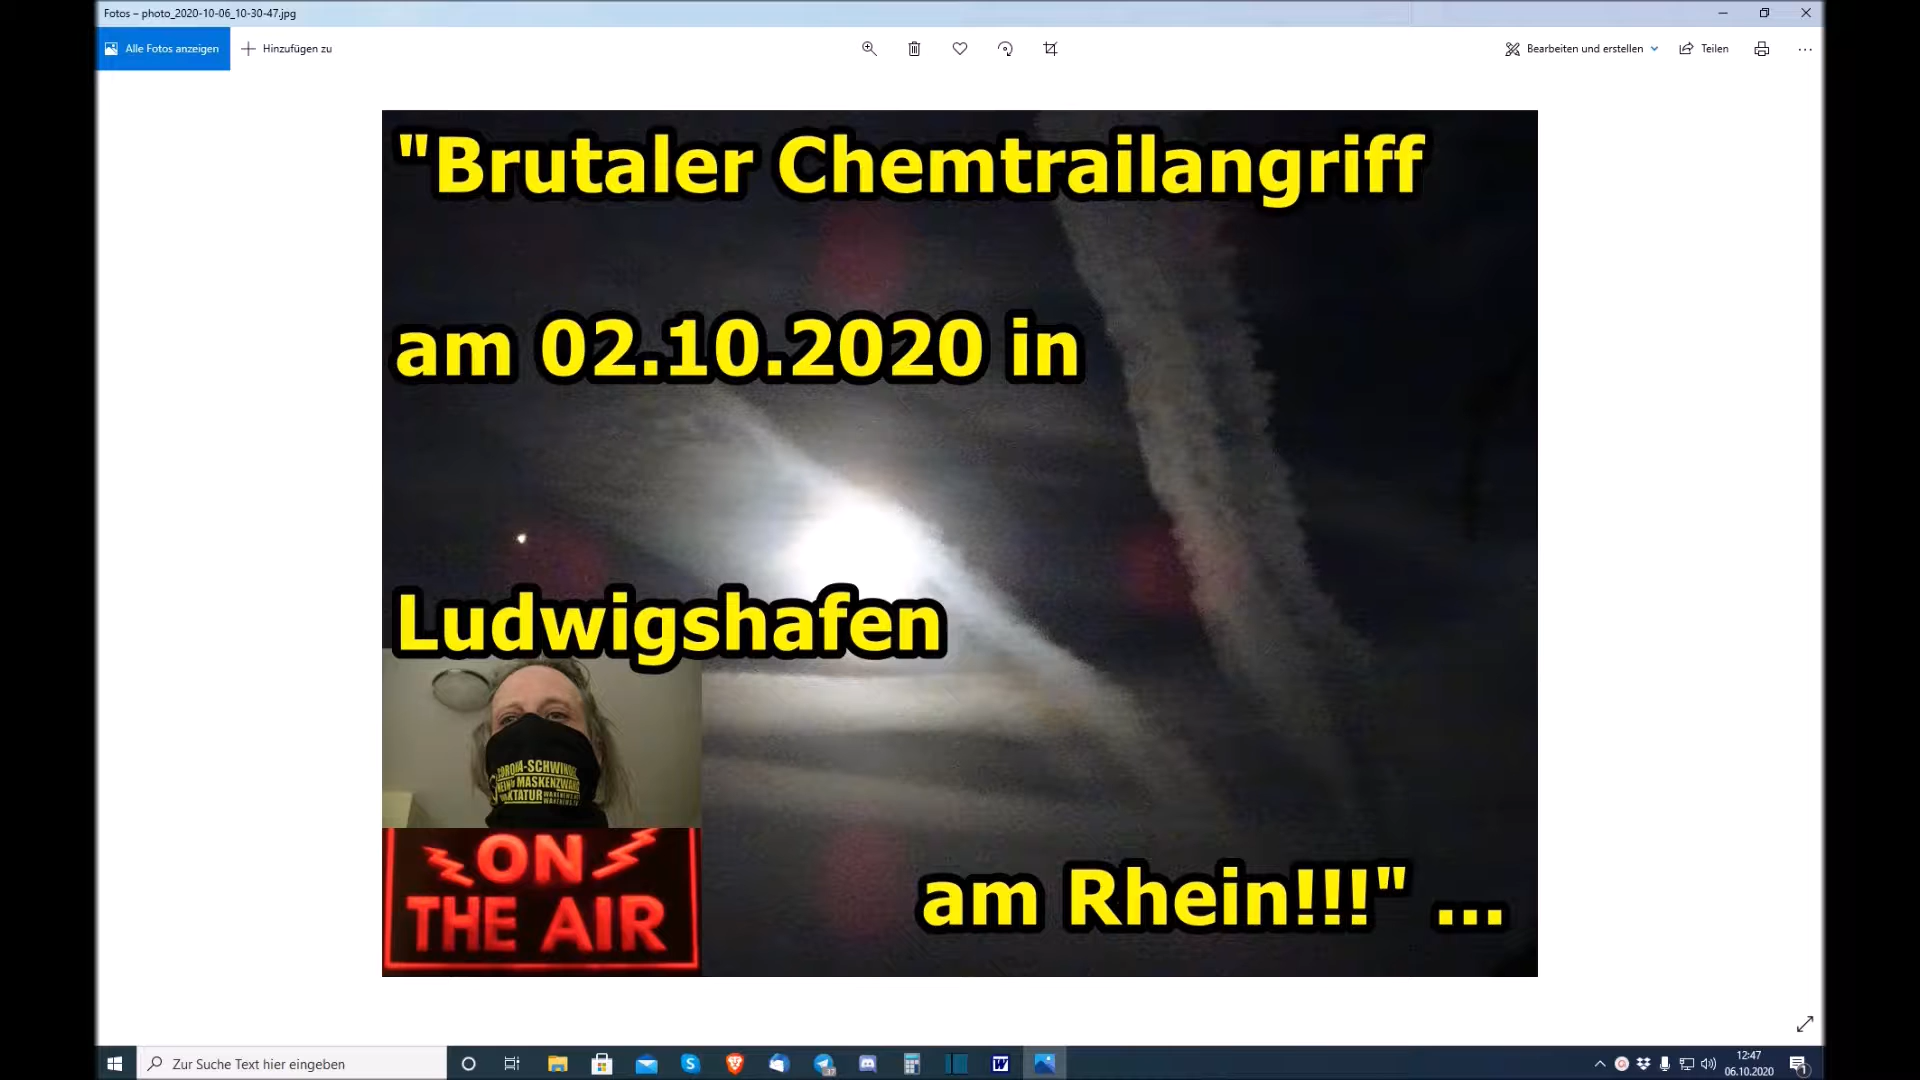 Fotos – photo_2020-10-06_10-30-47.jpg
Alle Fotos anzeigen
Hinzufügen zu
Bearbeiten und erstellen
Teilen
"Brutaler Chemtrailangriff
am 02.10.2020 in
Ludwigshafen
CORONA-SCHWINDEL
MASKENZWANG
am Rhein!!!" ...
ON
THE AIR
Zur Suche Text hier eingeben
12:47
06.10.2020